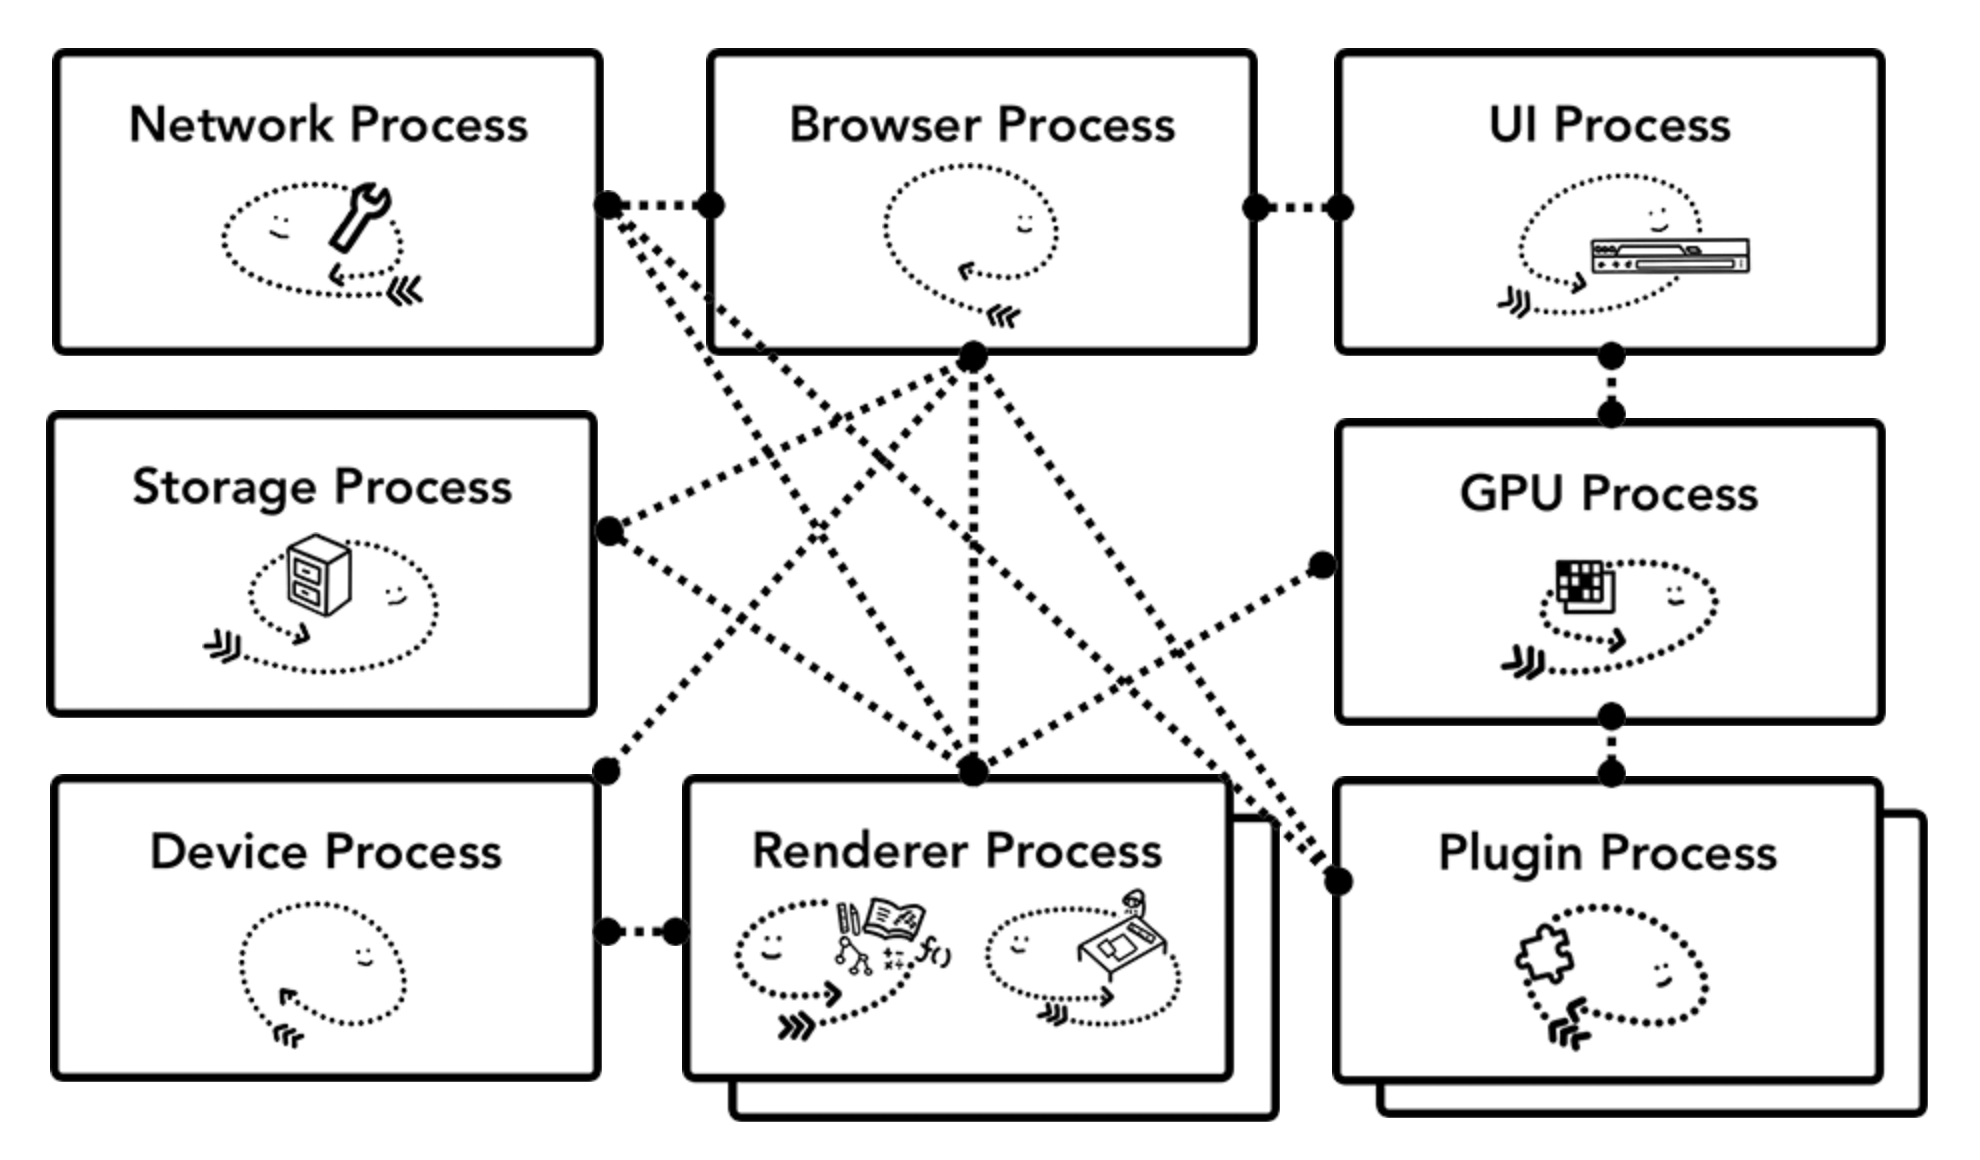 Network Process
Browser Process
UI Process
Storage Process
GPU Process
Device Process
Renderer Process
f()
Plugin Process